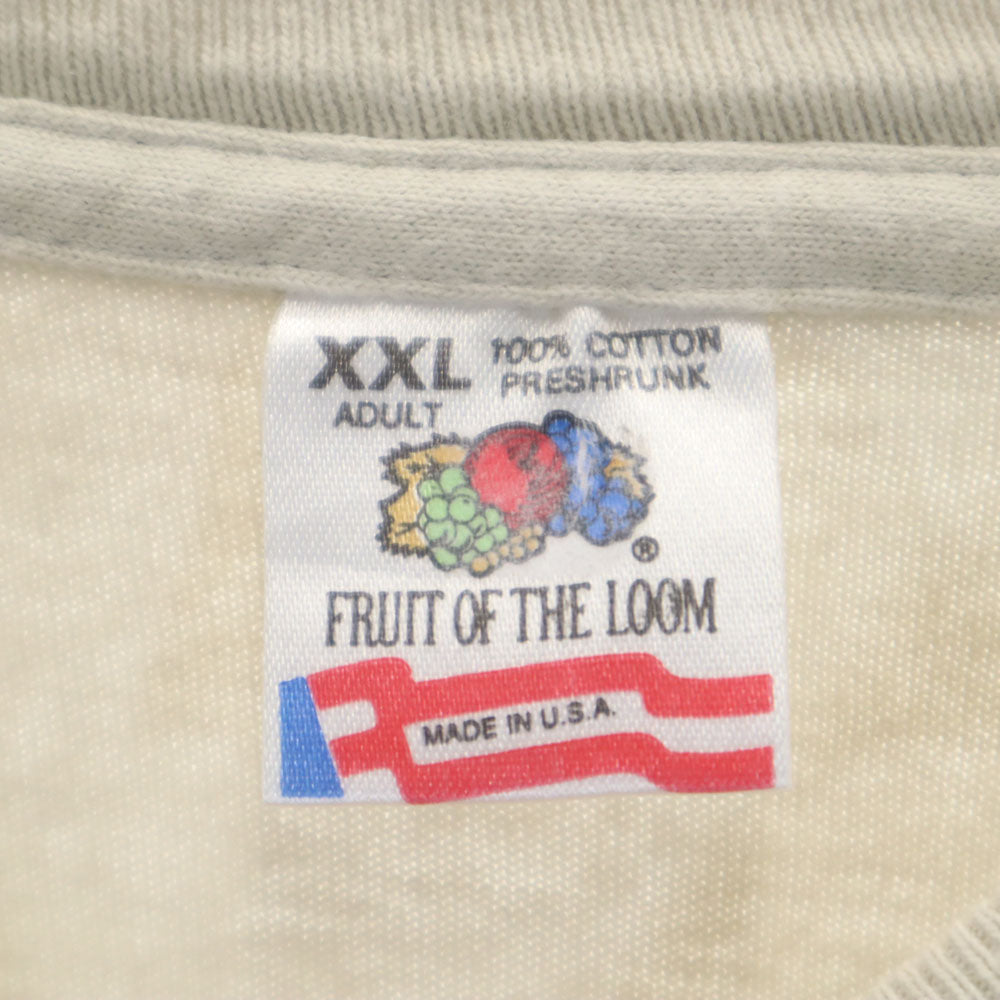 XXL 100% COTTON
ADULT PRESHRUNK
®
FRUIT OF THE LOOM
MADE IN U.S.A.